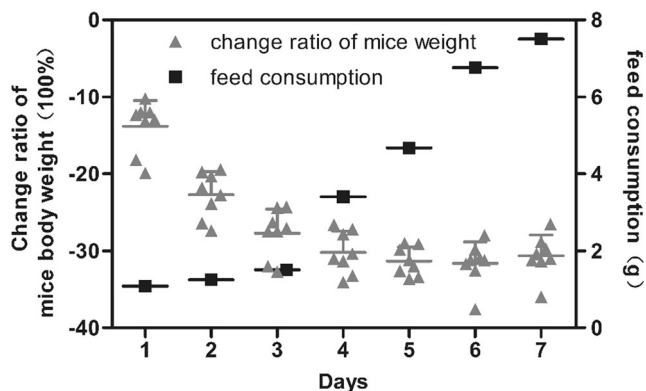 0
-10
-20
-30
-40
Change ratio of
mice body weight（100%）
change ratio of mice weight
feed consumption
8
6
4
2
0
feed consumption（g）
1 2 3 4 5 6 7
Days